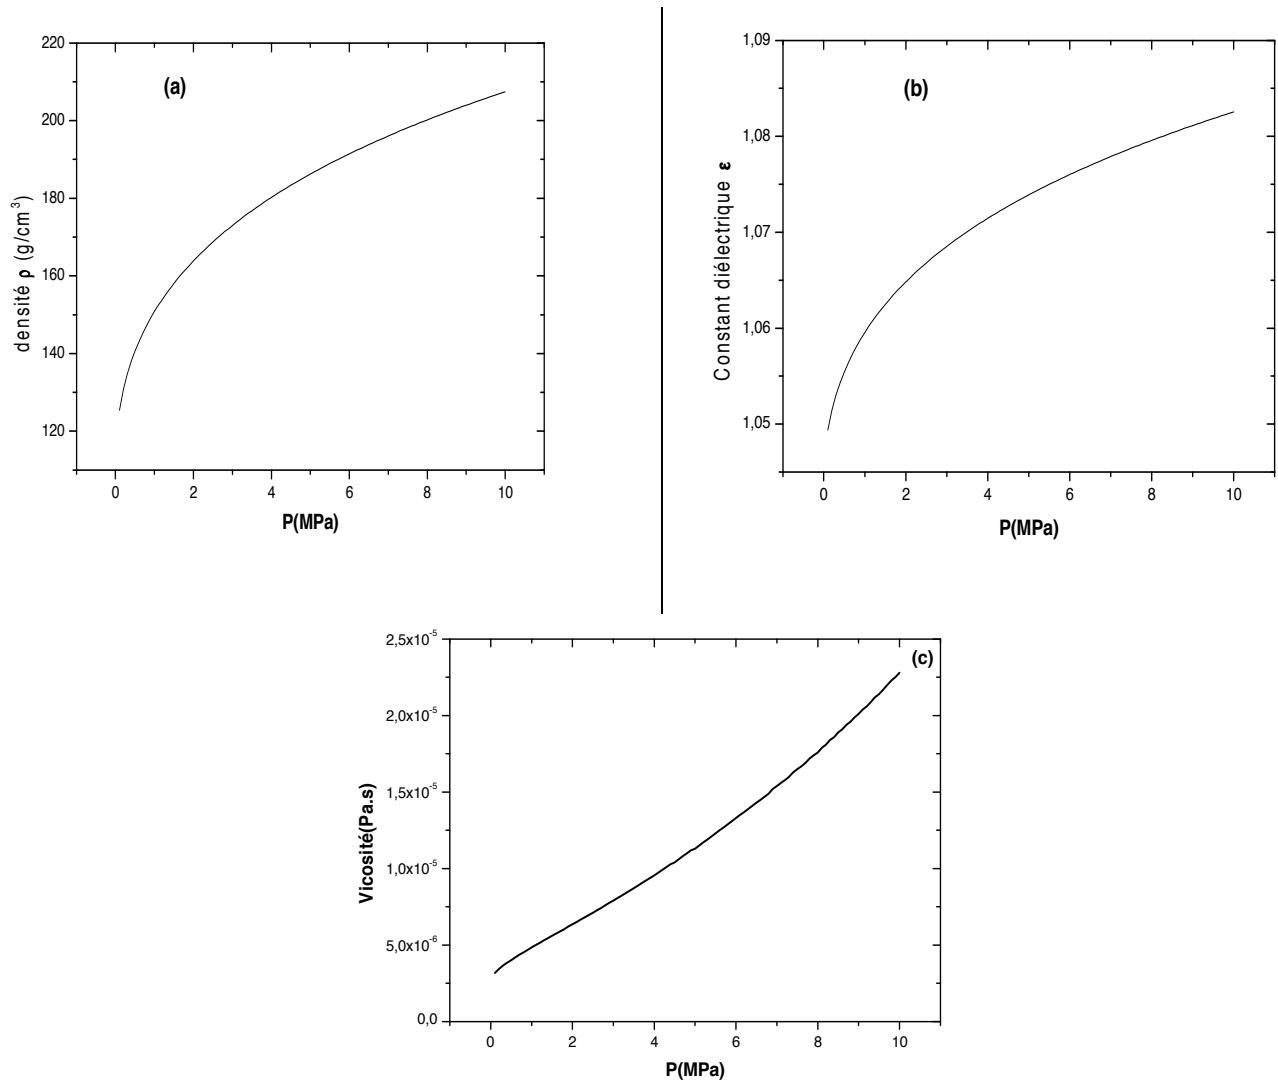 220
200
180
160
140
120
densité ρ (g/cm³)
(a)
0 2 4 6 8 10
P(MPa)
1,09
1,08
1,07
1,06
1,05
Constant diélectrique ε
(b)
0 2 4 6 8 10
P(MPa)
2,5x10⁻⁵
2,0x10⁻⁵
1,5x10⁻⁵
1,0x10⁻⁵
5,0x10⁻⁶
0,0
Vicosité(Pa.s)
(c)
0 2 4 6 8 10
P(MPa)